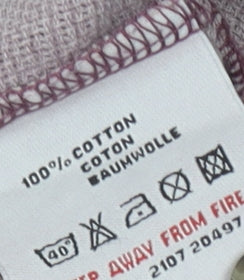 100% COTTON
COTON
BAUMWOLLE
40°
AWAY FROM FIRE
2107 20497